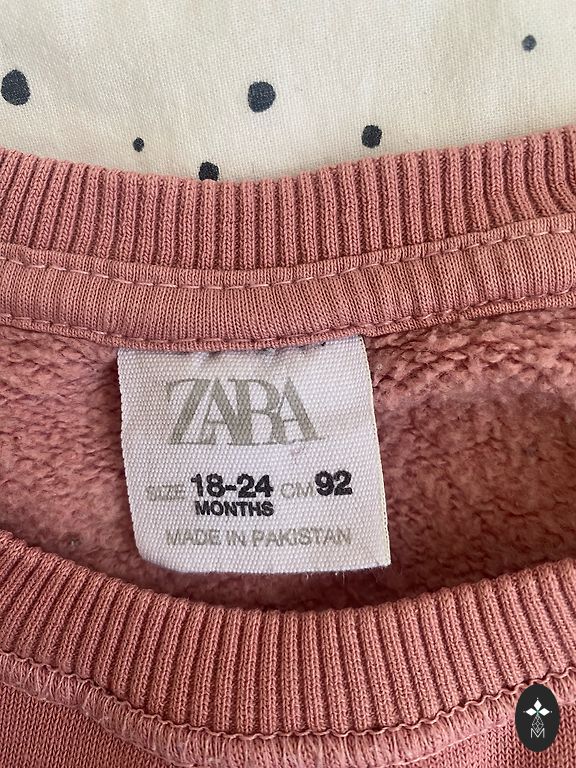 ZARA
SIZE 18-24 CM 92
MONTHS
MADE IN PAKISTAN
M